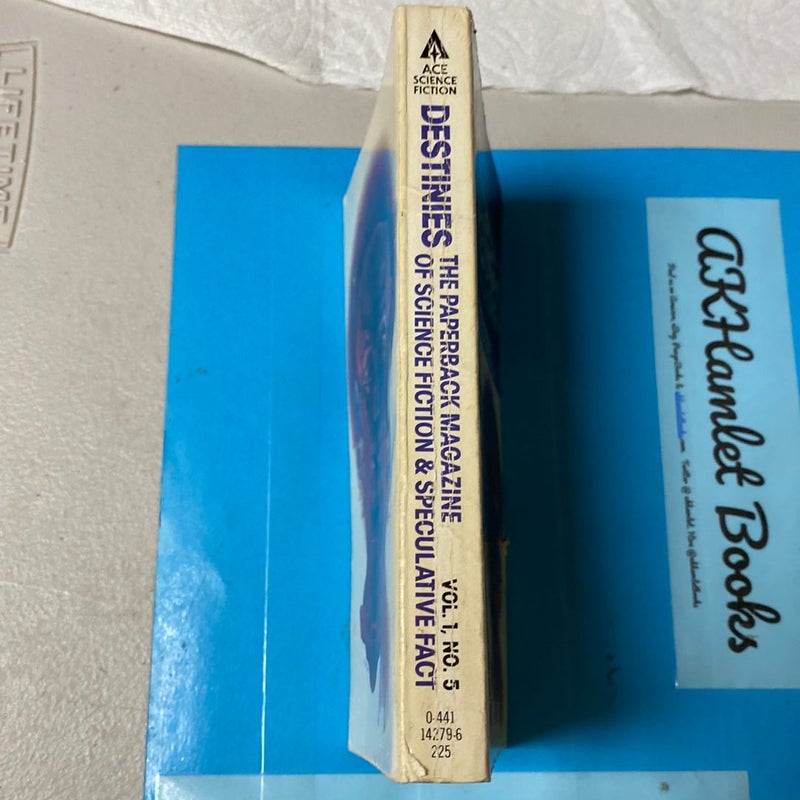 LIFETIME
ACE
SCIENCE
FICTION
DESTINIES
THE PAPERBACK MAGAZINE
OF SCIENCE FICTION & SPECULATIVE FACT
VOL. 1, NO. 5
0-441
14279-6
225
AKHamlet Books